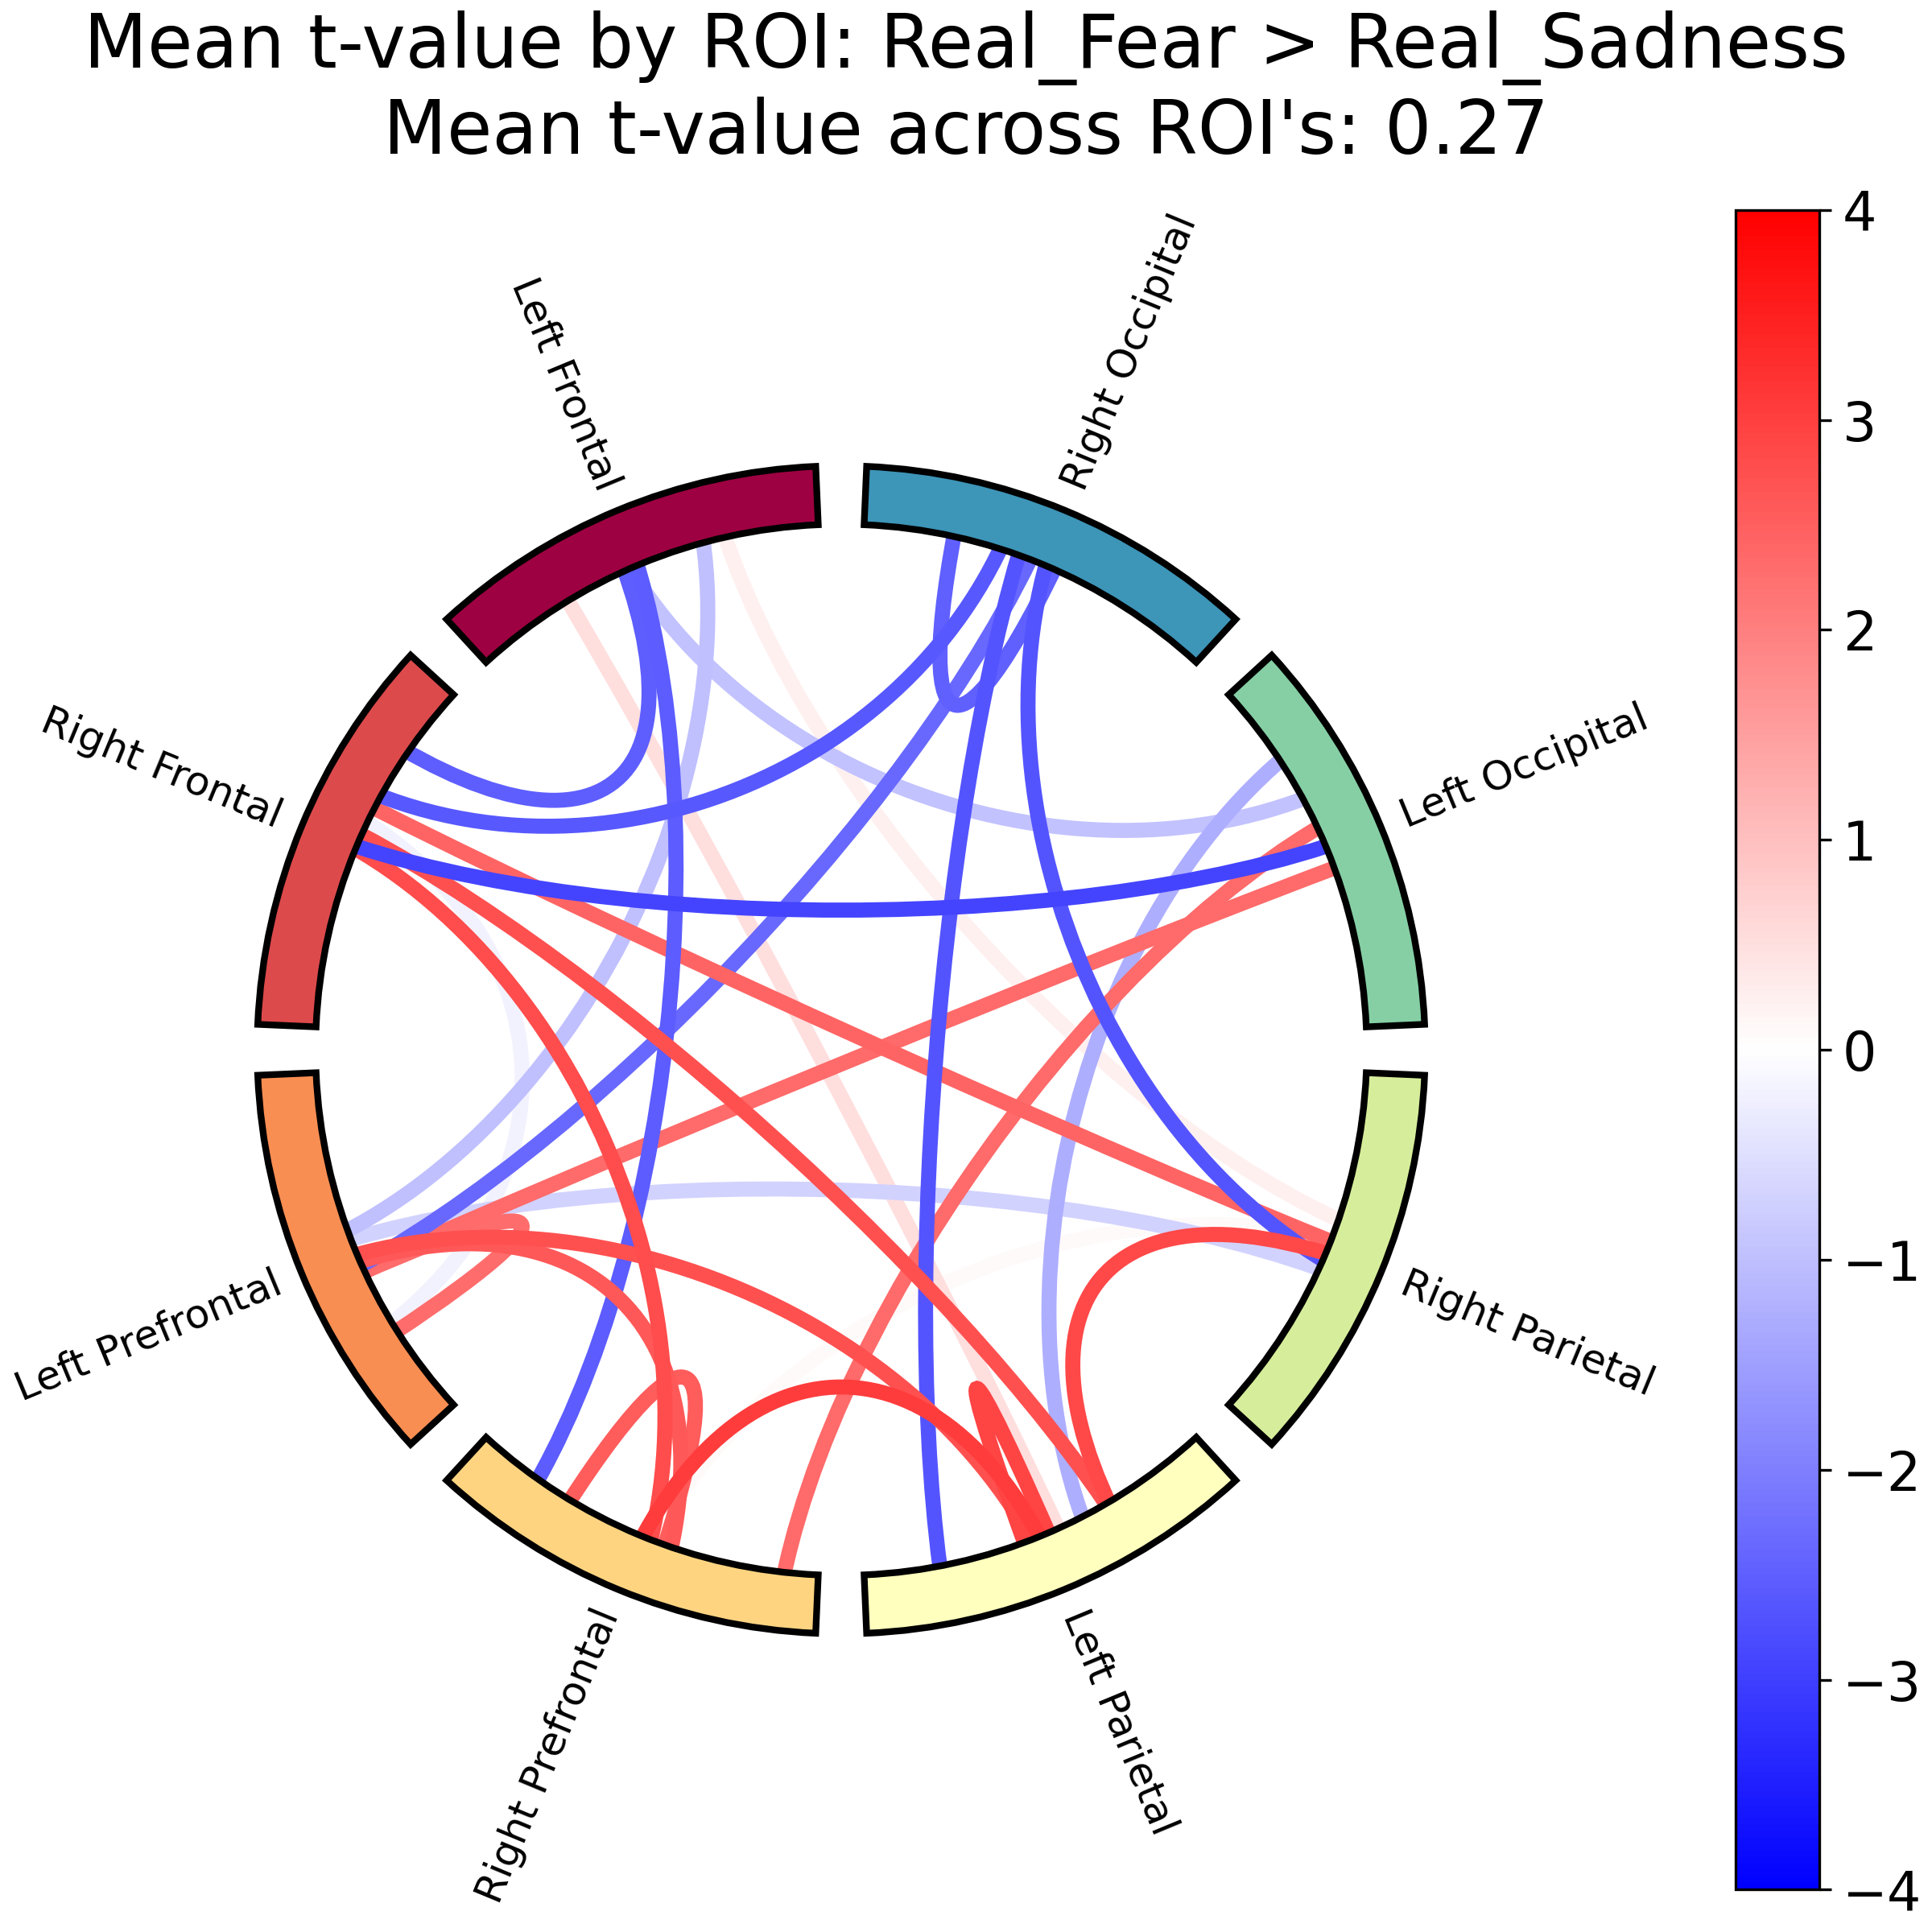 Mean t-value by ROI: Real_Fear > Real_Sadness
Mean t-value across ROI's: 0.27
Left Frontal
Right Occipital
Right Frontal
Left Occipital
Left Prefrontal
Right Parietal
Right Prefrontal
Left Parietal
4
3
2
1
0
−1
−2
−3
−4